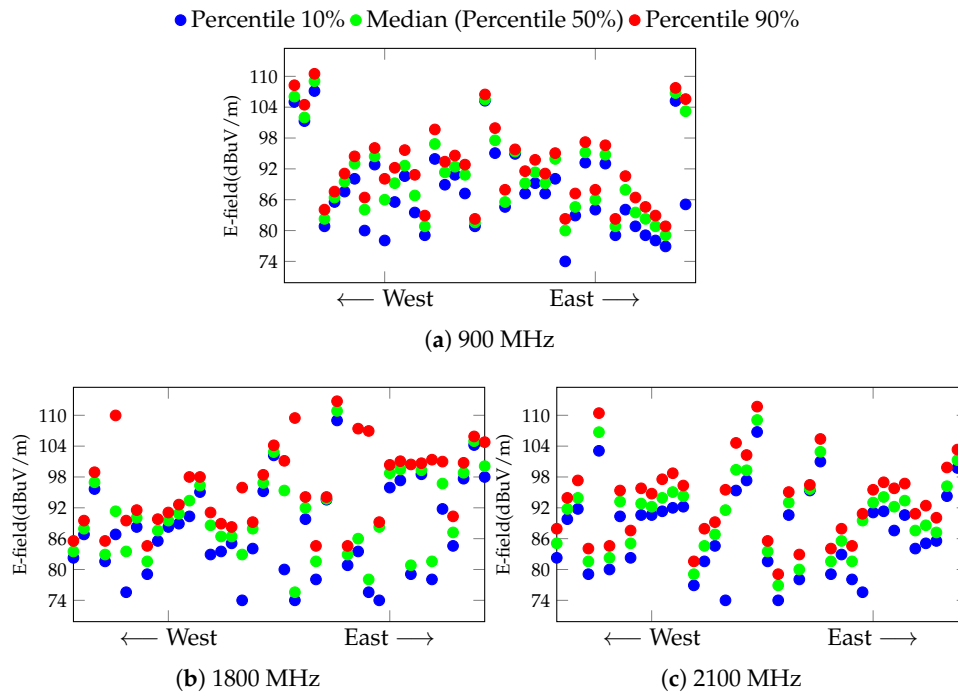 Percentile 10% Median (Percentile 50%) Percentile 90%
110
104
98
92
86
80
74
E-field(dBuV/m)
← West East →
(a) 900 MHz
110
104
98
92
86
80
74
E-field(dBuV/m)
← West East →
(b) 1800 MHz
110
104
98
92
86
80
74
E-field(dBuV/m)
← West East →
(c) 2100 MHz